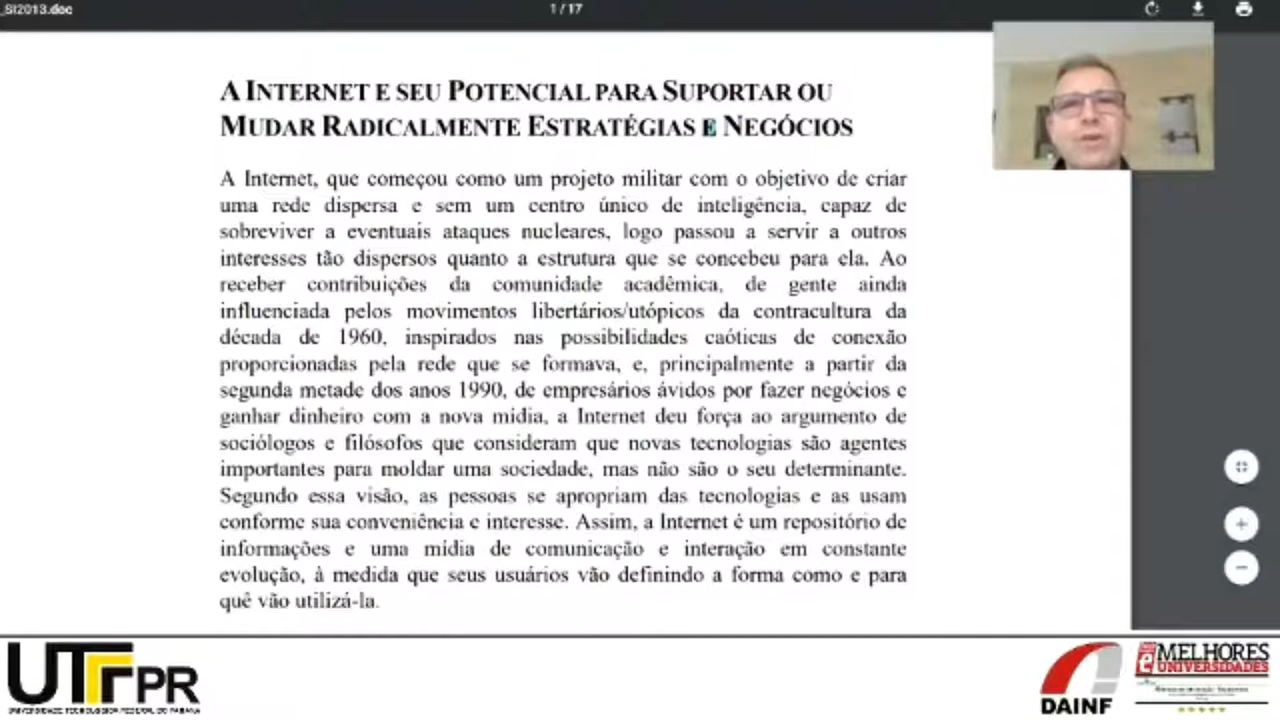 _SI2013.doc
1 / 17
A INTERNET E SEU POTENCIAL PARA SUPORTAR OU
MUDAR RADICALMENTE ESTRATÉGIAS E NEGÓCIOS
A Internet, que começou como um projeto militar com o objetivo de criar
uma rede dispersa e sem um centro único de inteligência, capaz de
sobreviver a eventuais ataques nucleares, logo passou a servir a outros
interesses tão dispersos quanto a estrutura que se concebeu para ela. Ao
receber contribuições da comunidade acadêmica, de gente ainda
influenciada pelos movimentos libertários/utópicos da contracultura da
década de 1960, inspirados nas possibilidades caóticas de conexão
proporcionadas pela rede que se formava, e, principalmente a partir da
segunda metade dos anos 1990, de empresários ávidos por fazer negócios e
ganhar dinheiro com a nova mídia, a Internet deu força ao argumento de
sociólogos e filósofos que consideram que novas tecnologias são agentes
importantes para moldar uma sociedade, mas não são o seu determinante.
Segundo essa visão, as pessoas se apropriam das tecnologias e as usam
conforme sua conveniência e interesse. Assim, a Internet é um repositório de
informações e uma mídia de comunicação e interação em constante
evolução, à medida que seus usuários vão definindo a forma como e para
quê vão utilizá-la.
UTFPR
UNIVERSIDADE TECNOLÓGICA FEDERAL DO PARANÁ
DAINF
MELHORES
UNIVERSIDADES